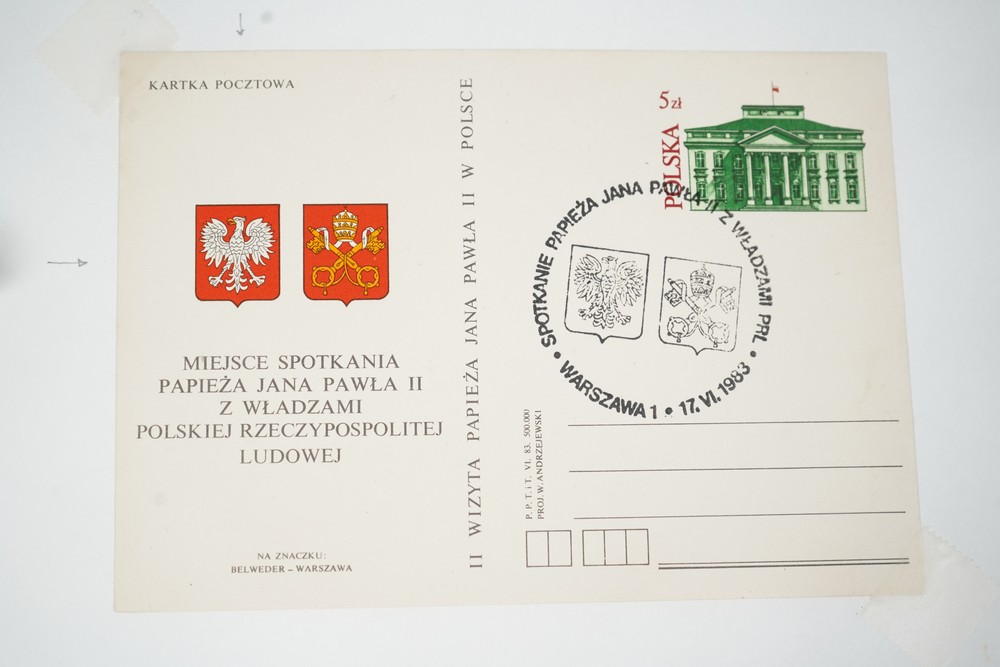 KARTKA POCZTOWA
MIEJSCE SPOTKANIA
PAPIEŻA JANA PAWŁA II
Z WŁADZAMI
POLSKIEJ RZECZYPOSPOLITEJ
LUDOWEJ
NA ZNACZKU:
BELWEDER – WARSZAWA
II WIZYTA PAPIEŻA JANA PAWŁA II W POLSCE
5 zł
POLSKA
SPOTKANIE PAPIEŻA JANA PAWŁA II Z WŁADZAMI PRL
• WARSZAWA 1 • 17.VI.1983 •
P. P. T. i T. VI. 83. 500.000
PROJ. W. ANDRZEJEWSKI